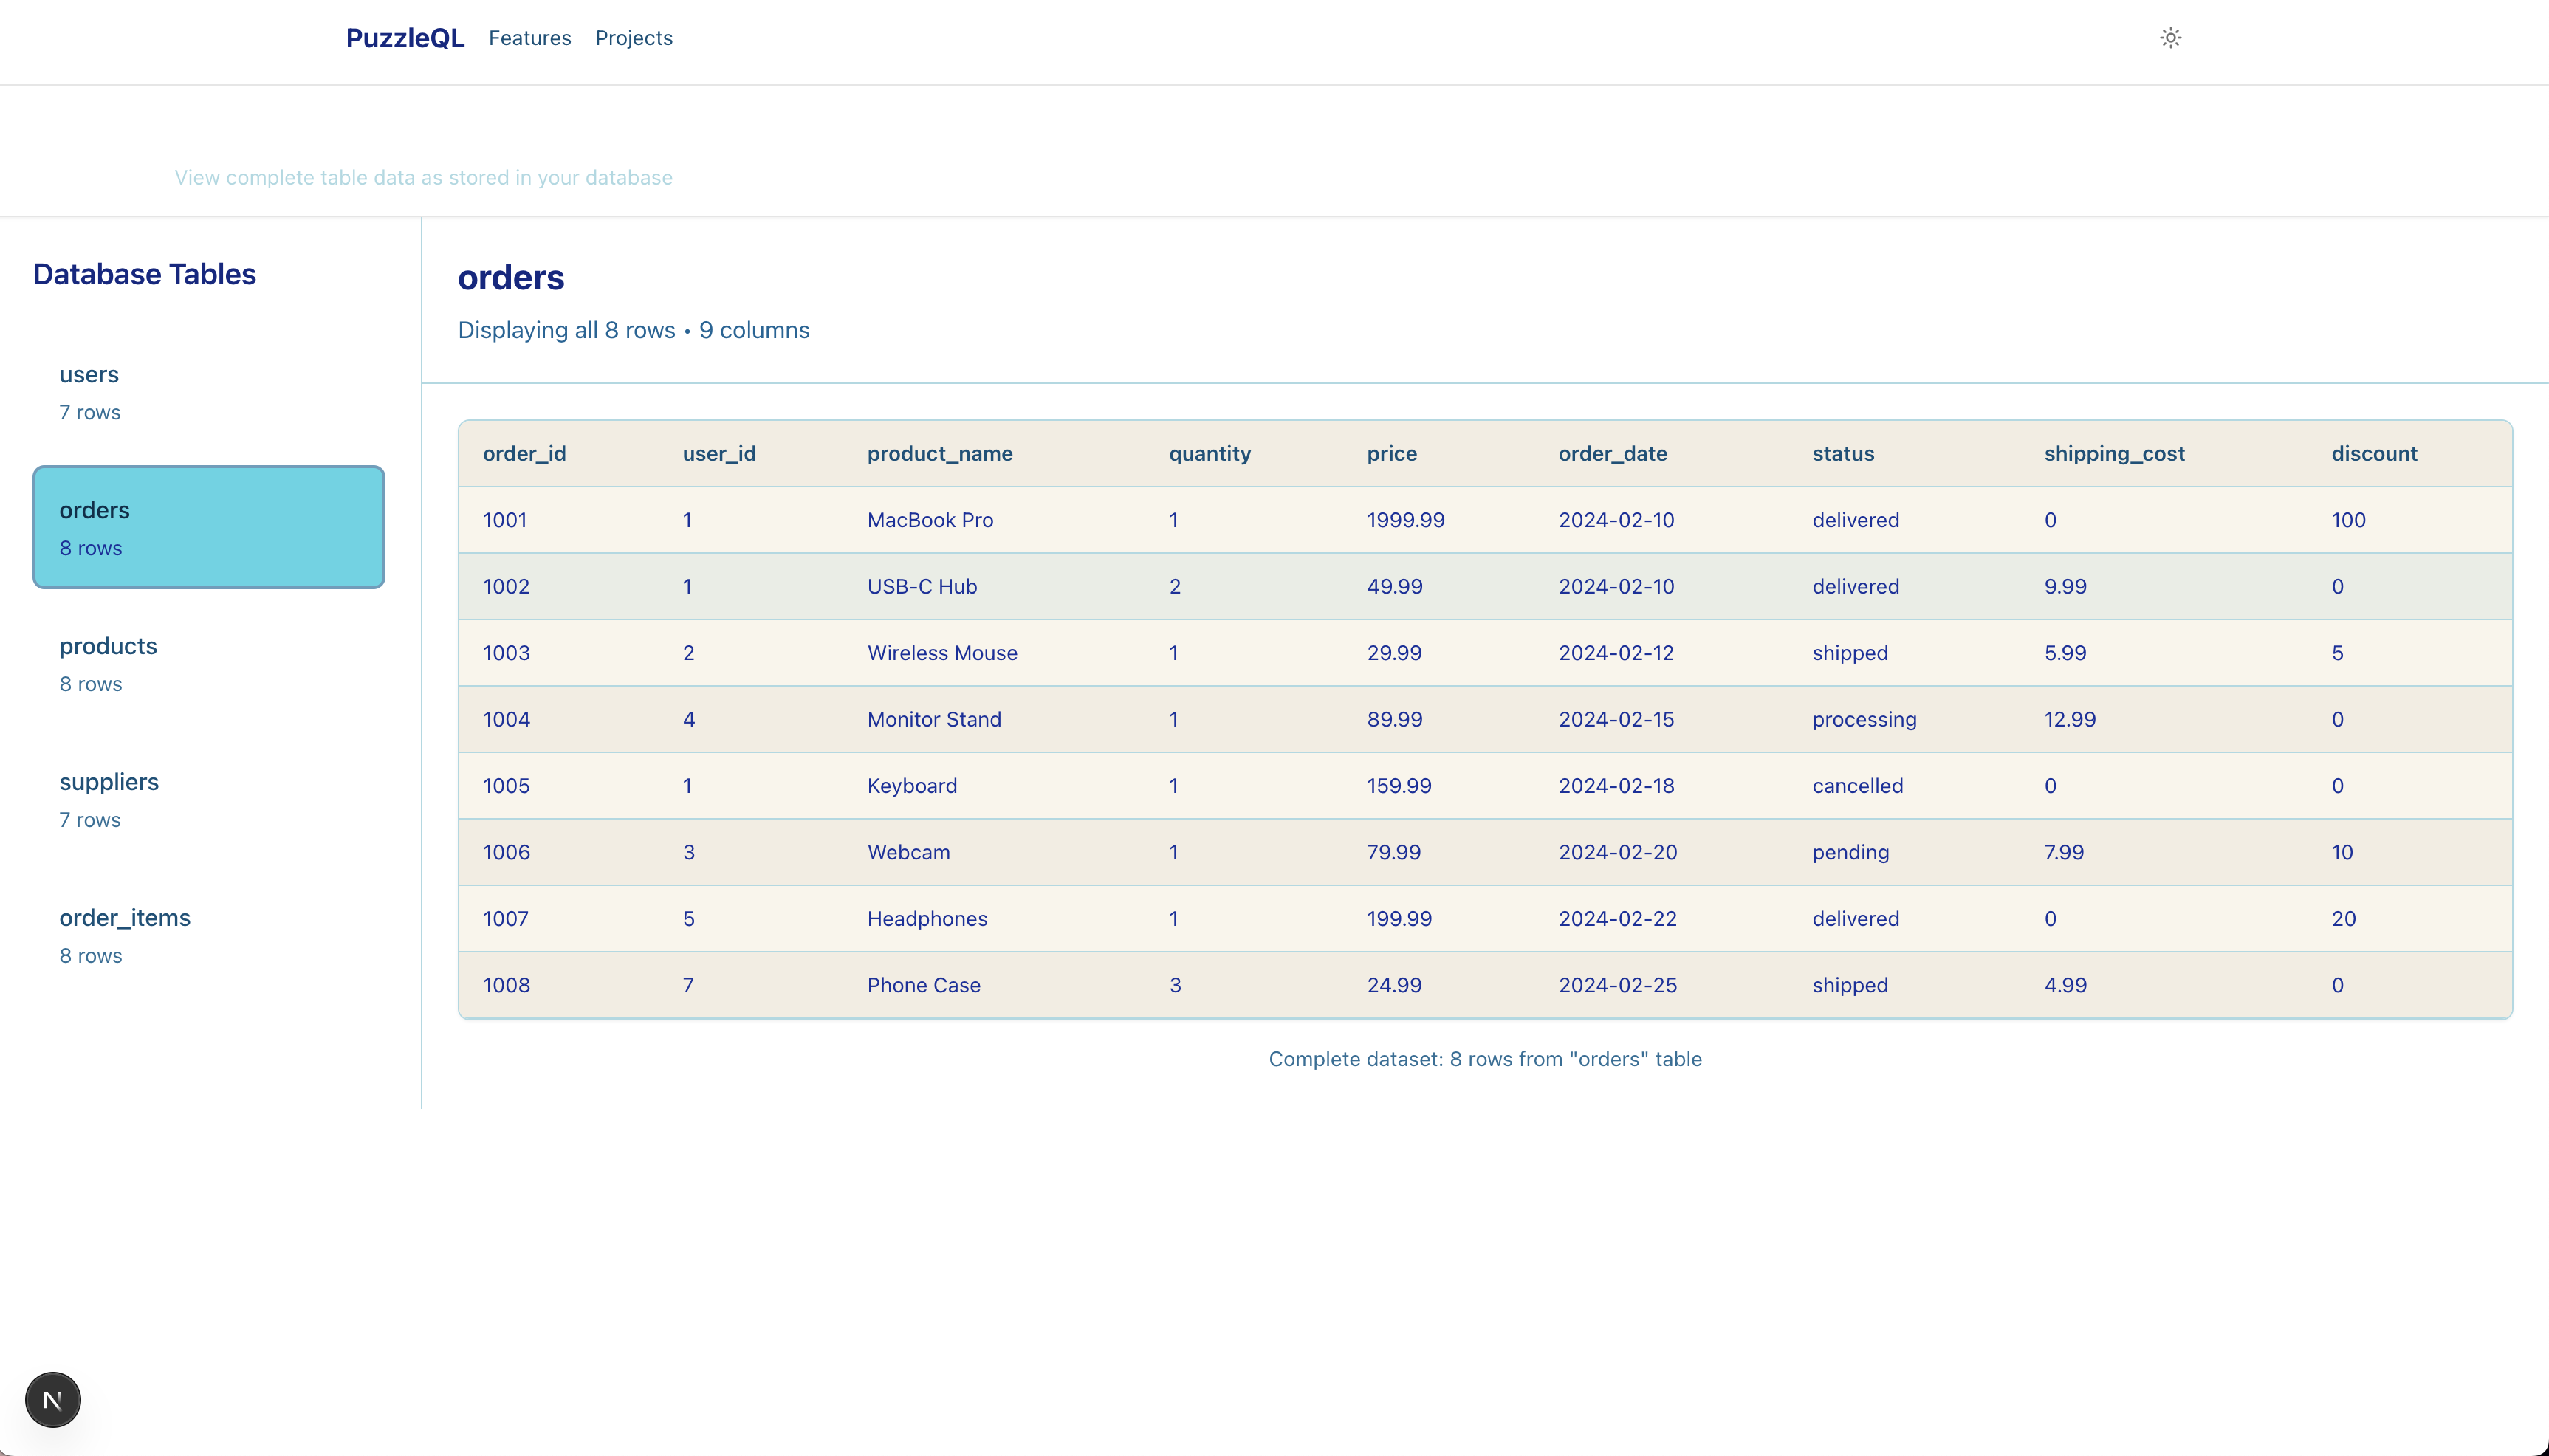 PuzzleQL Features Projects
View complete table data as stored in your database
Database Tables
users
7 rows
orders
8 rows
products
8 rows
suppliers
7 rows
order_items
8 rows
orders
Displaying all 8 rows • 9 columns
order_id user_id product_name quantity price order_date status shipping_cost discount
1001 1 MacBook Pro 1 1999.99 2024-02-10 delivered 0 100
1002 1 USB-C Hub 2 49.99 2024-02-10 delivered 9.99 0
1003 2 Wireless Mouse 1 29.99 2024-02-12 shipped 5.99 5
1004 4 Monitor Stand 1 89.99 2024-02-15 processing 12.99 0
1005 1 Keyboard 1 159.99 2024-02-18 cancelled 0 0
1006 3 Webcam 1 79.99 2024-02-20 pending 7.99 10
1007 5 Headphones 1 199.99 2024-02-22 delivered 0 20
1008 7 Phone Case 3 24.99 2024-02-25 shipped 4.99 0
Complete dataset: 8 rows from "orders" table
N